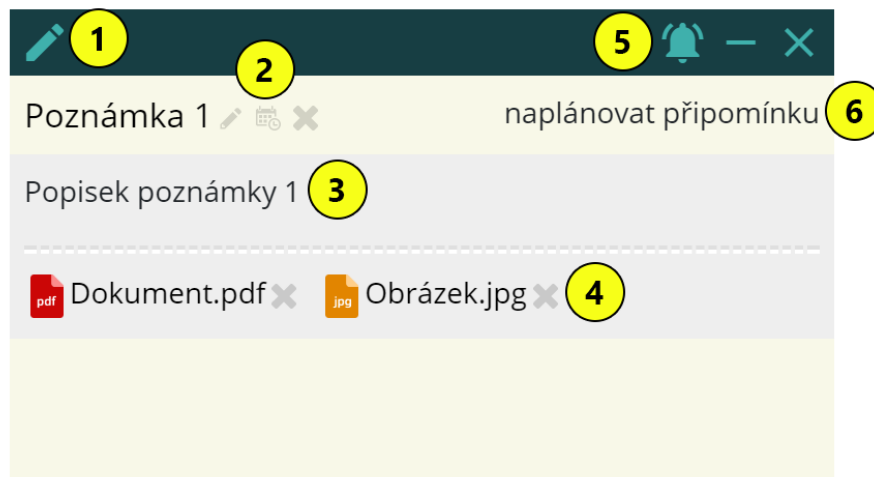 1
5
2
Poznámka 1
naplánovat připomínku
6
Popisek poznámky 1
3
pdf Dokument.pdf
jpg Obrázek.jpg
4